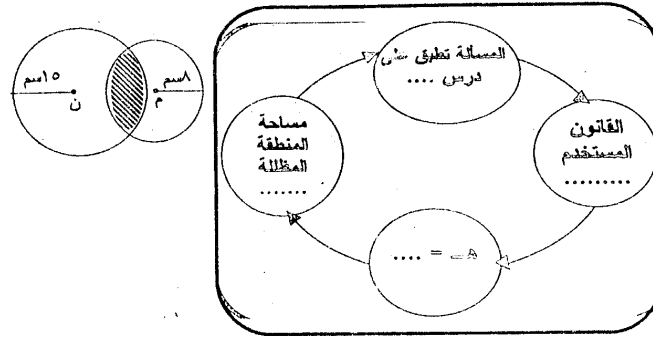 المسألة تطبق على
درس ....
القانون
المستخدم
.........
هـ = ....
مساحة
المنطقة
المظللة
.......
٨سم
م
١٥سم
ن